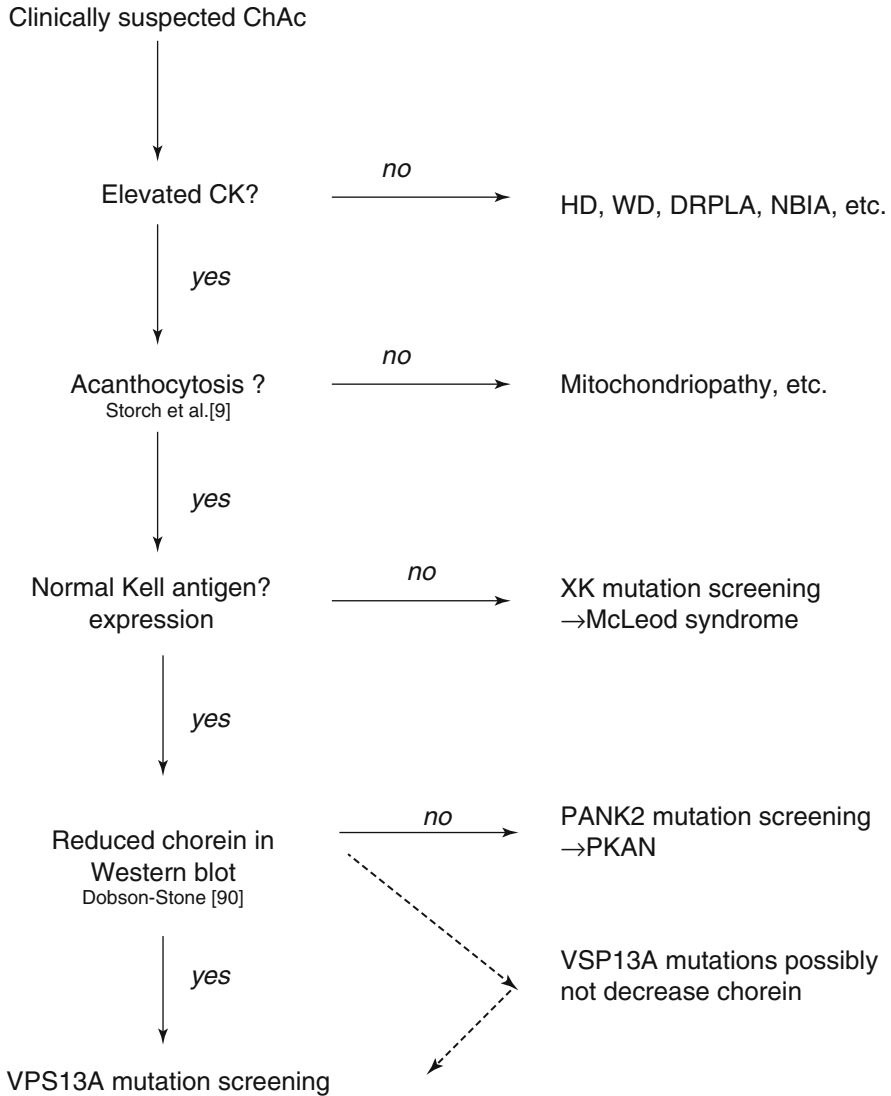 Clinically suspected ChAc
Elevated CK?
no
HD, WD, DRPLA, NBIA, etc.
yes
Acanthocytosis ?
Storch et al.[9]
no
Mitochondriopathy, etc.
yes
Normal Kell antigen?
expression
no
XK mutation screening
→McLeod syndrome
yes
Reduced chorein in
Western blot
Dobson-Stone [90]
no
PANK2 mutation screening
→PKAN
VSP13A mutations possibly
not decrease chorein
yes
VPS13A mutation screening